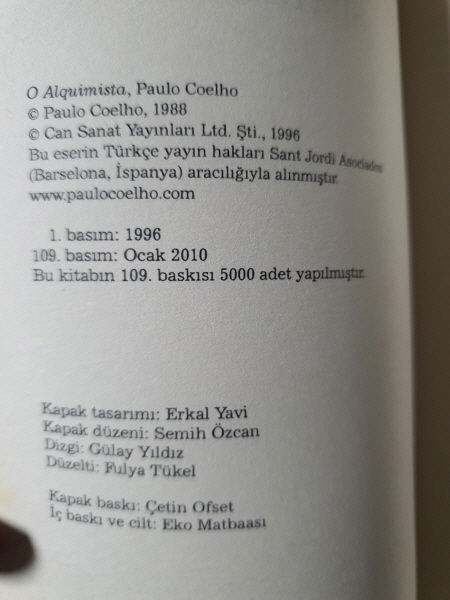 O Alquimista, Paulo Coelho
© Paulo Coelho, 1988
© Can Sanat Yayınları Ltd. Şti., 1996
Bu eserin Türkçe yayın hakları Sant Jordi Asociados
(Barselona, İspanya) aracılığıyla alınmıştır.
www.paulocoelho.com
1. basım: 1996
109. basım: Ocak 2010
Bu kitabın 109. baskısı 5000 adet yapılmıştır.
Kapak tasarımı: Erkal Yavi
Kapak düzeni: Semih Özcan
Dizgi: Gülay Yıldız
Düzelti: Fulya Tükel
Kapak baskı: Çetin Ofset
İç baskı ve cilt: Eko Matbaası